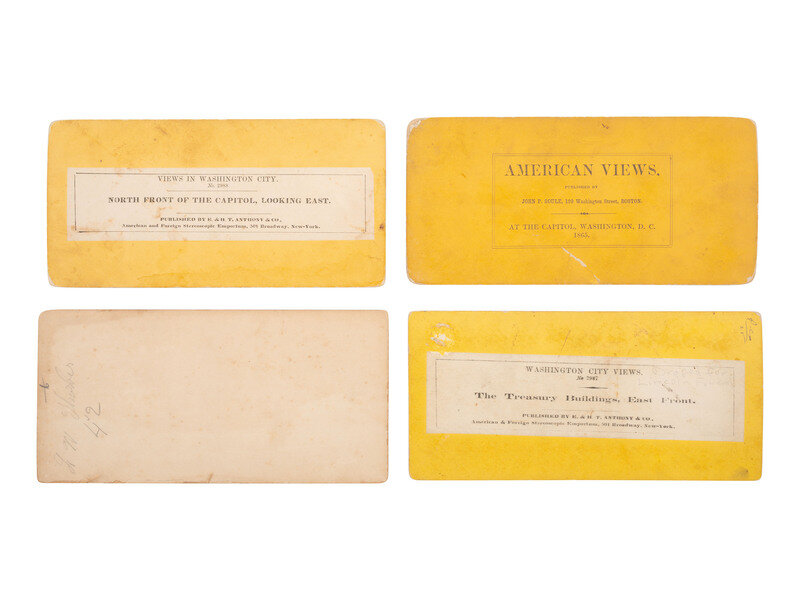 VIEWS IN WASHINGTON CITY.
No. 2988.
NORTH FRONT OF THE CAPITOL, LOOKING EAST.
PUBLISHED BY E. & H. T. ANTHONY & CO.,
American and Foreign Stereoscopic Emporium, 501 Broadway, New-York.
AMERICAN VIEWS,
PUBLISHED BY
JOHN P. SOULE, 199 Washington Street, BOSTON.
AT THE CAPITOL, WASHINGTON, D. C.
1865.
42
WASHINGTON CITY VIEWS.
No 2987
The Treasury Buildings, East Front.
PUBLISHED BY E. & H. T. ANTHONY & CO.,
American & Foreign Stereoscopic Emporium, 501 Broadway, New-York.